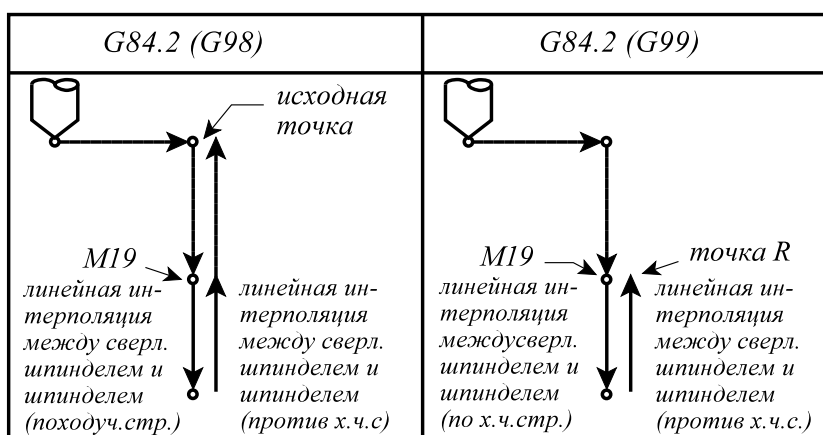 G84.2 (G98)
G84.2 (G99)
исходная
точка
M19
линейная ин-
терполяция
между сверл.
шпинделем и
шпинделем
(походуч.стр.)
линейная ин-
терполяция
между сверл.
шпинделем и
шпинделем
(против х.ч.с)
M19
линейная ин-
терполяция
междусверл.
шпинделем и
шпинделем
(по х.ч.стр.)
точка R
линейная ин-
терполяция
между сверл.
шпинделем и
шпинделем
(против х.ч.с)